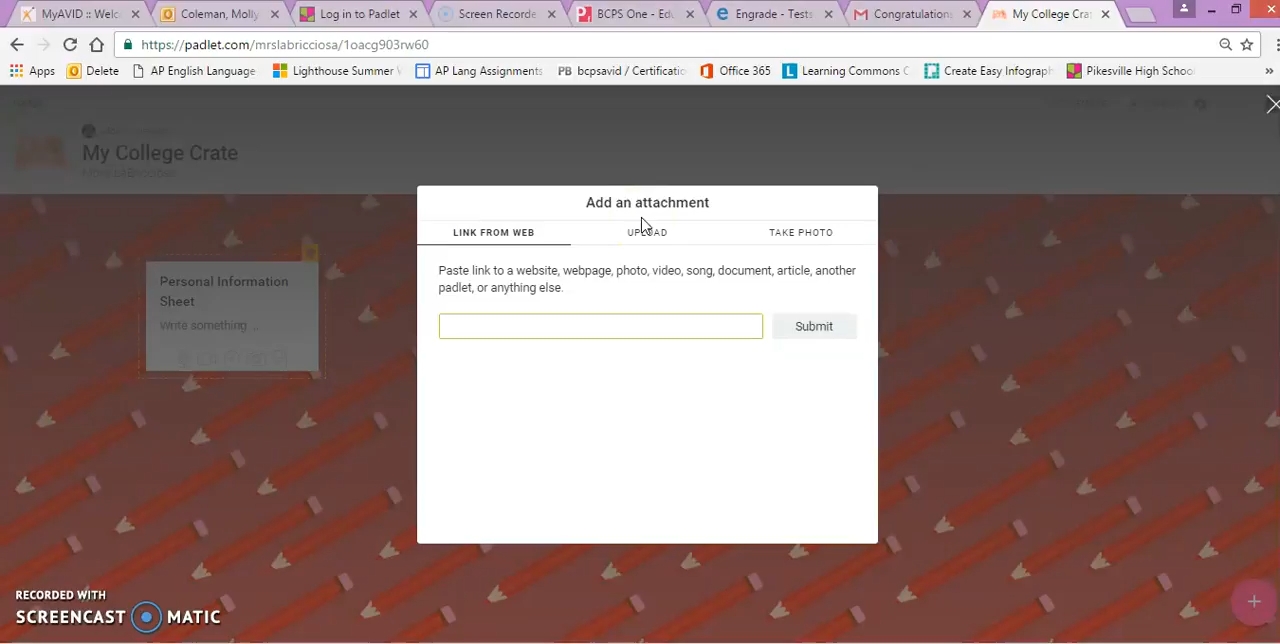 MyAVID :: Welc
Coleman, Molly
Log in to Padlet
Screen Recorde
BCPS One - Edu
Engrade - Tests
Congratulations
My College Crat
https://padlet.com/mrslabricciosa/1oacg903rw60
Apps
Delete
AP English Language
Lighthouse Summer
AP Lang Assignments
PB bcpsavid / Certificatio
Office 365
Learning Commons C
Create Easy Infograph
Pikesville High Schoo
My College Crate
Add an attachment
LINK FROM WEB
UPLOAD
TAKE PHOTO
Paste link to a website, webpage, photo, video, song, document, article, another
padlet, or anything else.
Submit
Personal Information
Sheet
Write something ...
RECORDED WITH
SCREENCAST MATIC